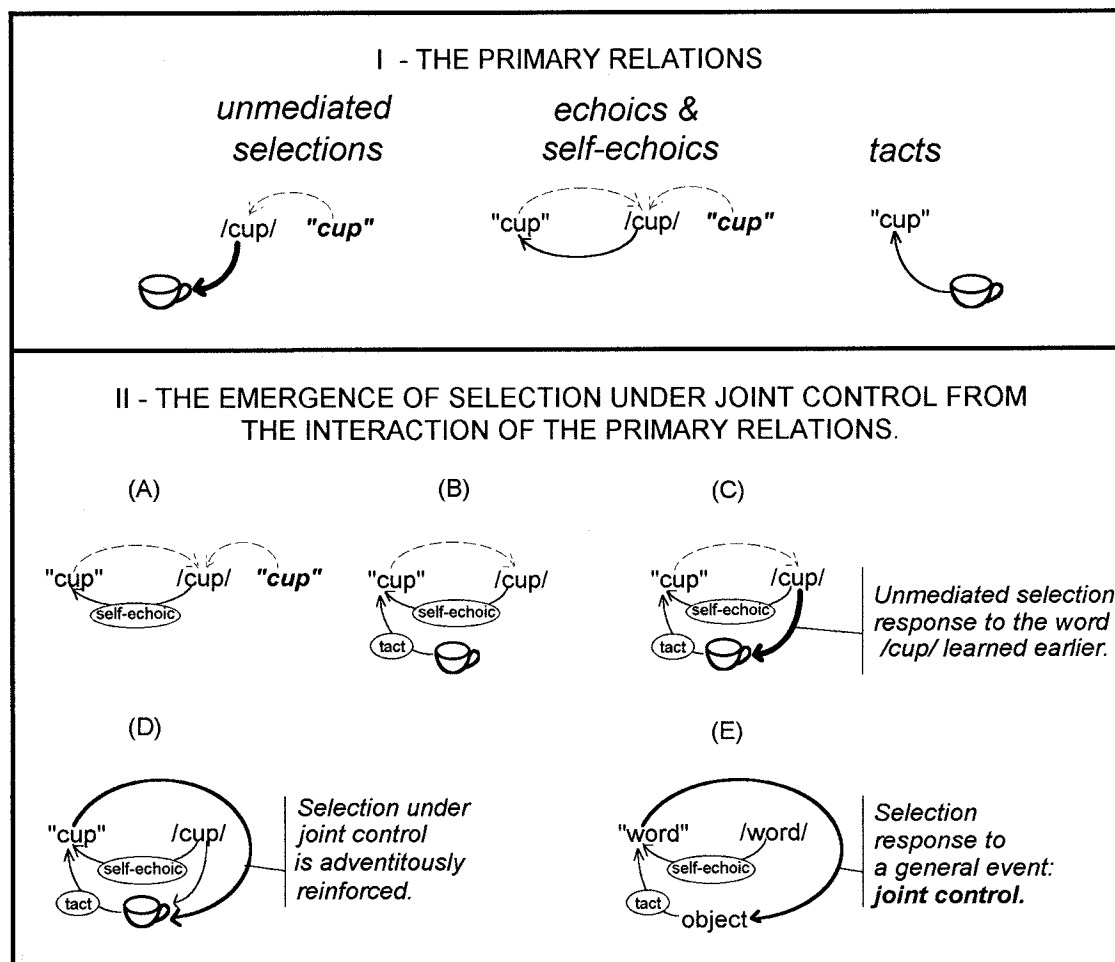 I - THE PRIMARY RELATIONS
unmediated
selections
echoics &
self-echoics
tacts
/cup/ "cup"
"cup" /cup/ "cup"
"cup"
II - THE EMERGENCE OF SELECTION UNDER JOINT CONTROL FROM
THE INTERACTION OF THE PRIMARY RELATIONS.
(A)
"cup" /cup/ "cup"
self-echoic
(B)
"cup" /cup/
self-echoic
tact
(C)
"cup" /cup/
self-echoic
tact
Unmediated selection
response to the word
/cup/ learned earlier.
(D)
"cup" /cup/
self-echoic
tact
Selection under
joint control
is adventitously
reinforced.
(E)
"word" /word/
self-echoic
tact
object
Selection
response to
a general event:
joint control.